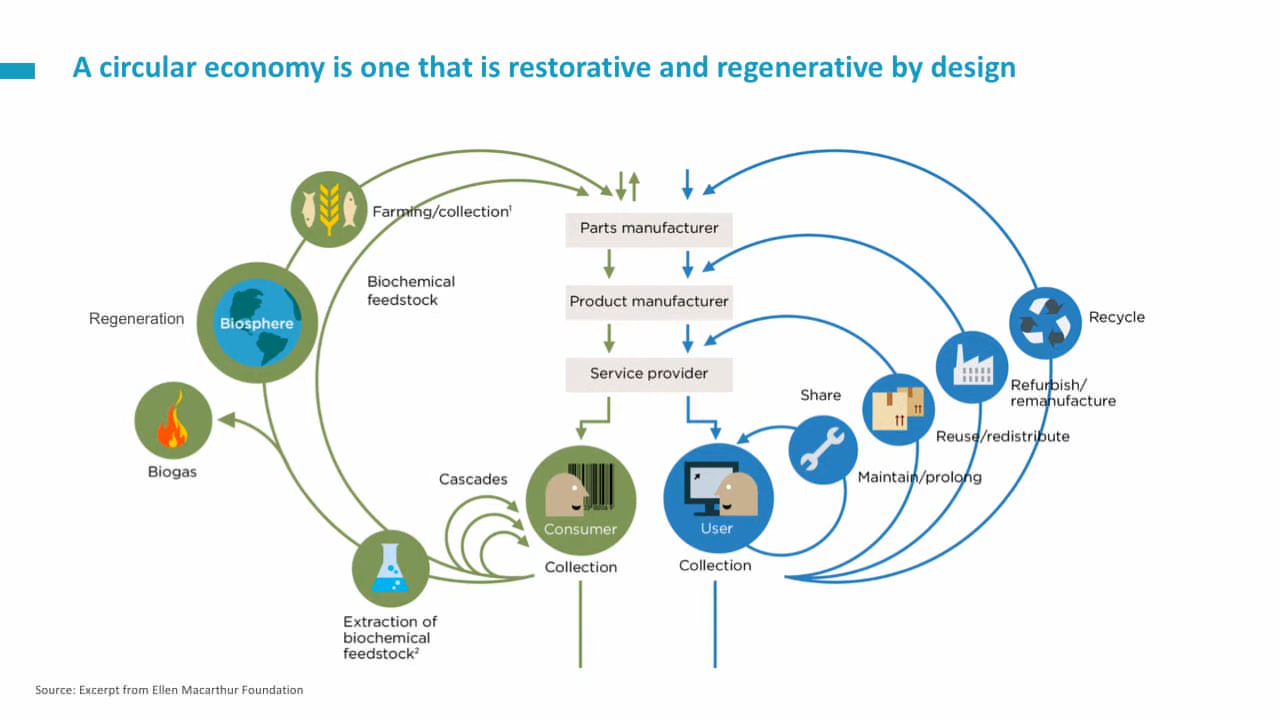 A circular economy is one that is restorative and regenerative by design
Farming/collection¹
Parts manufacturer
Biochemical
feedstock
Product manufacturer
Regeneration
Biosphere
Recycle
Service provider
Share
Refurbish/
remanufacture
Reuse/redistribute
Biogas
Cascades
Maintain/prolong
Consumer
User
Collection
Collection
Extraction of
biochemical
feedstock²
Source: Excerpt from Ellen Macarthur Foundation